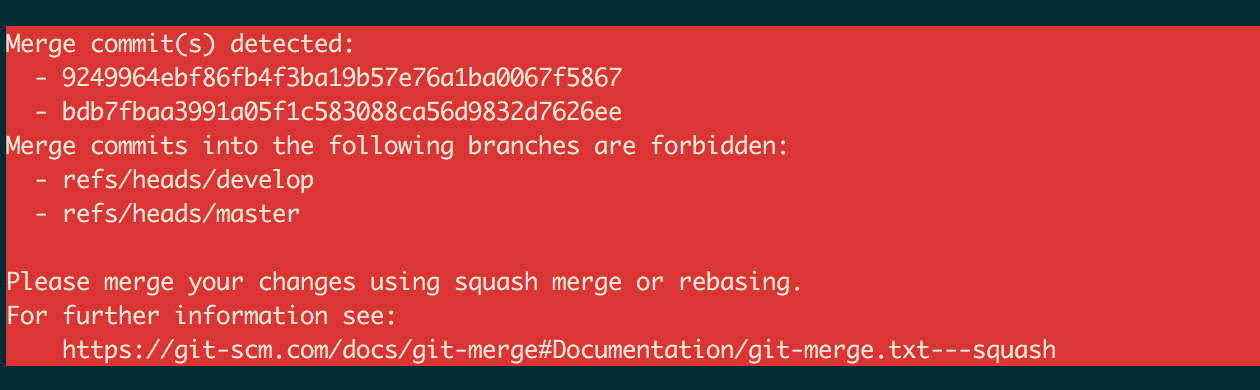 Merge commit(s) detected:
  - 9249964ebf86fb4f3ba19b57e76a1ba0067f5867
  - bdb7fbaa3991a05f1c583088ca56d9832d7626ee
Merge commits into the following branches are forbidden:
  - refs/heads/develop
  - refs/heads/master

Please merge your changes using squash merge or rebasing.
For further information see:
    https://git-scm.com/docs/git-merge#Documentation/git-merge.txt---squash